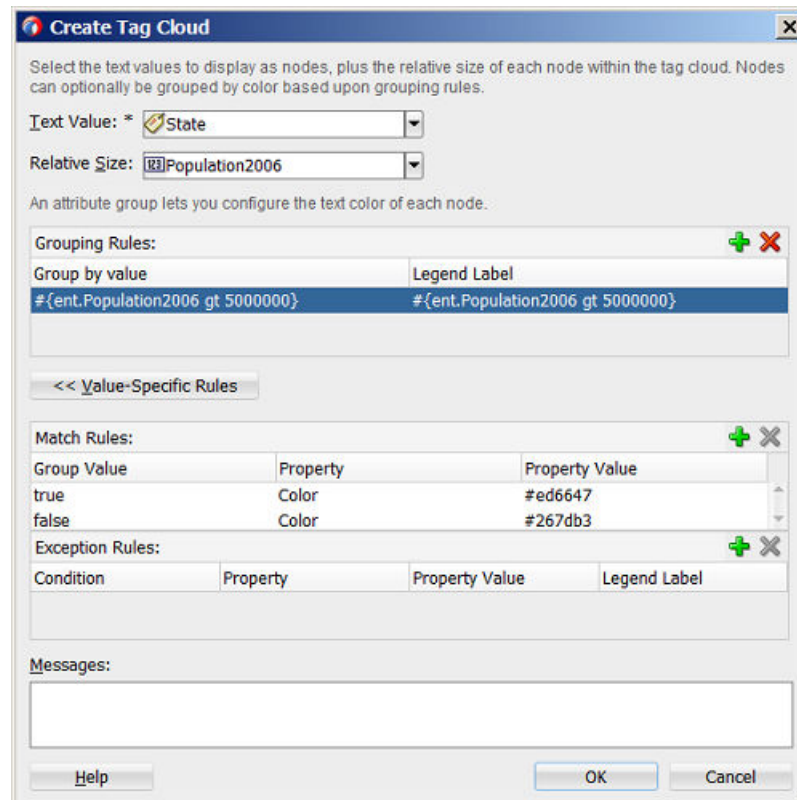 Create Tag Cloud
Select the text values to display as nodes, plus the relative size of each node within the tag cloud. Nodes
can optionally be grouped by color based upon grouping rules.
Text Value: * State
Relative Size: 123 Population2006
An attribute group lets you configure the text color of each node.
Grouping Rules:
Group by value Legend Label
#{ent.Population2006 gt 5000000} #{ent.Population2006 gt 5000000}
<< Value-Specific Rules
Match Rules:
Group Value Property Property Value
true Color #ed6647
false Color #267db3
Exception Rules:
Condition Property Property Value Legend Label
Messages:
Help OK Cancel